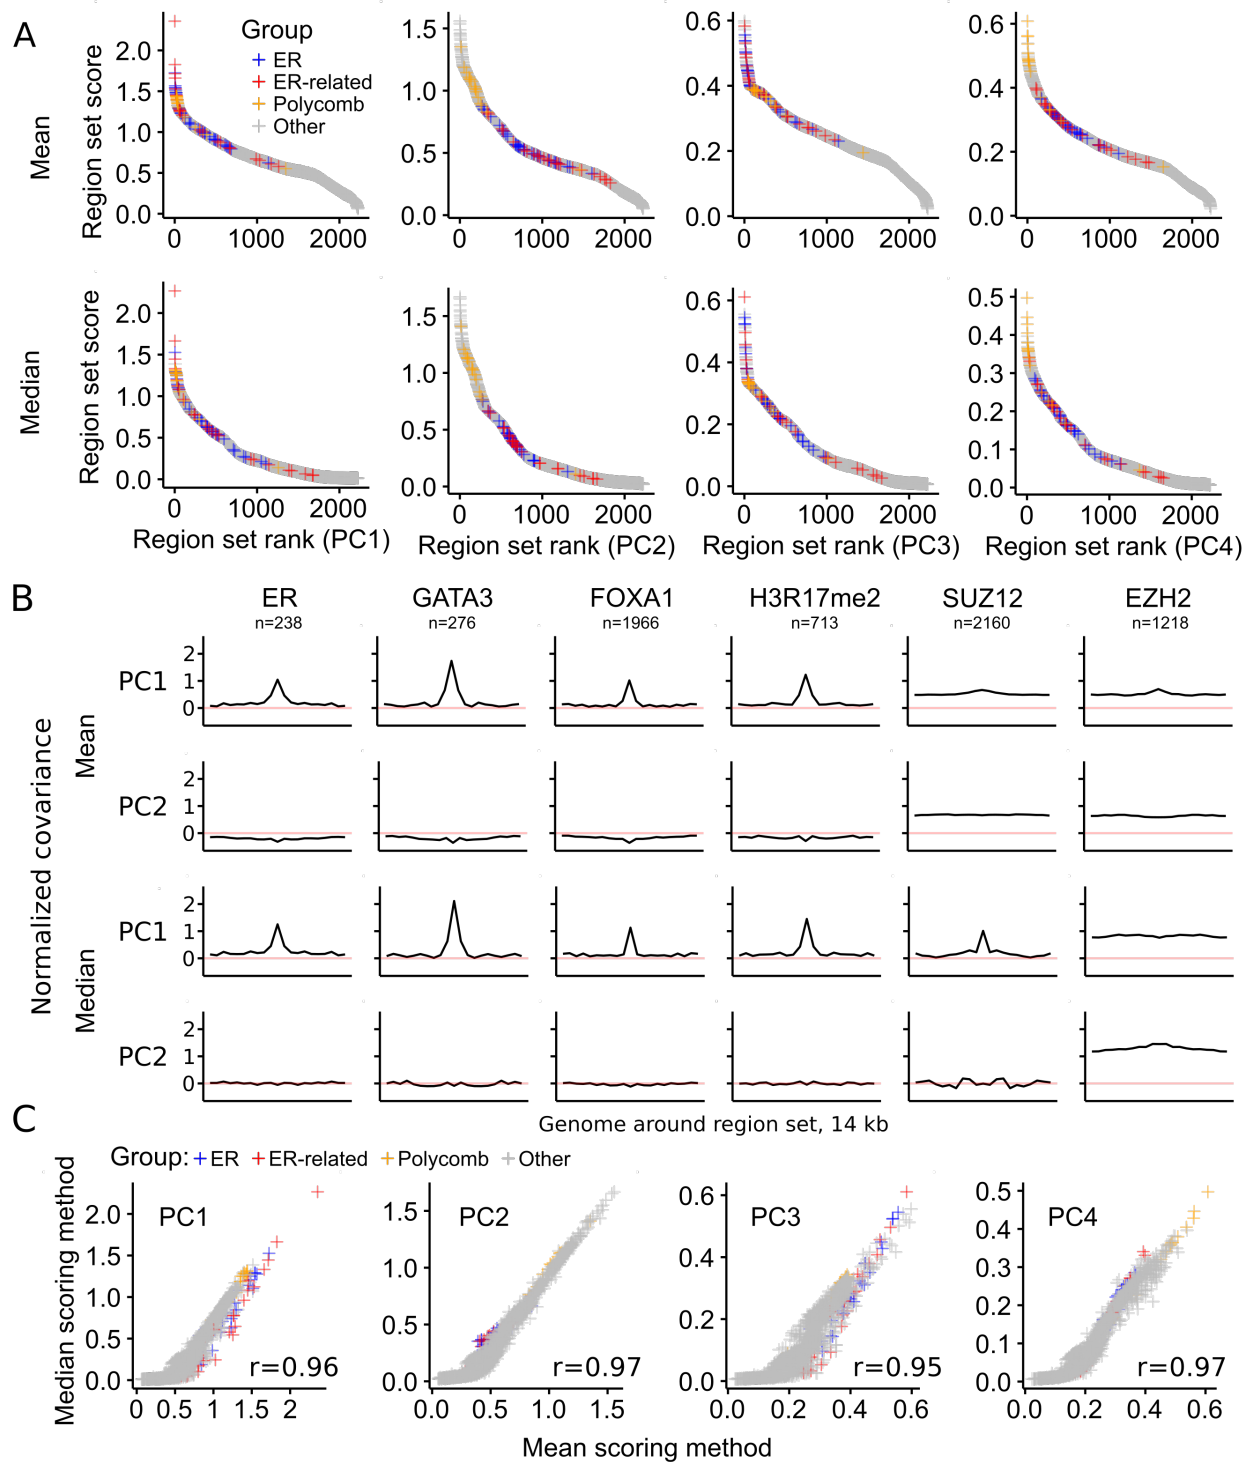 A
Mean
Region set score
2.0
1.5
1.0
0.5
0.0
0
1000
2000
Group
ER
ER-related
Polycomb
Other
1.5
1.0
0.5
0.0
0
1000
2000
0.6
0.4
0.2
0.0
0
1000
2000
0.6
0.4
0.2
0.0
0
1000
2000
Median
Region set score
2.0
1.5
1.0
0.5
0.0
0
1000
2000
Region set rank (PC1)
1.5
1.0
0.5
0.0
0
1000
2000
Region set rank (PC2)
0.6
0.4
0.2
0.0
0
1000
2000
Region set rank (PC3)
0.5
0.4
0.3
0.2
0.1
0.0
0
1000
2000
Region set rank (PC4)
B
ER
GATA3
FOXA1
H3R17me2
SUZ12
EZH2
n=238
n=276
n=1966
n=713
n=2160
n=1218
Normalized covariance
Mean
PC1
2
1
0
PC2
2
1
0
Median
PC1
2
1
0
PC2
2
1
0
Genome around region set, 14 kb
C
Group: ER ER-related Polycomb Other
Median scoring method
PC1
2.0
1.5
1.0
0.5
0.0
r=0.96
0.0 0.5 1 1.5 2
PC2
1.5
1.0
0.5
0.0
r=0.97
0.0 0.5 1.0 1.5
PC3
0.6
0.4
0.2
0.0
r=0.95
0.0 0.2 0.4 0.6
PC4
0.5
0.4
0.3
0.2
0.1
0.0
r=0.97
0.0 0.2 0.4 0.6
Mean scoring method